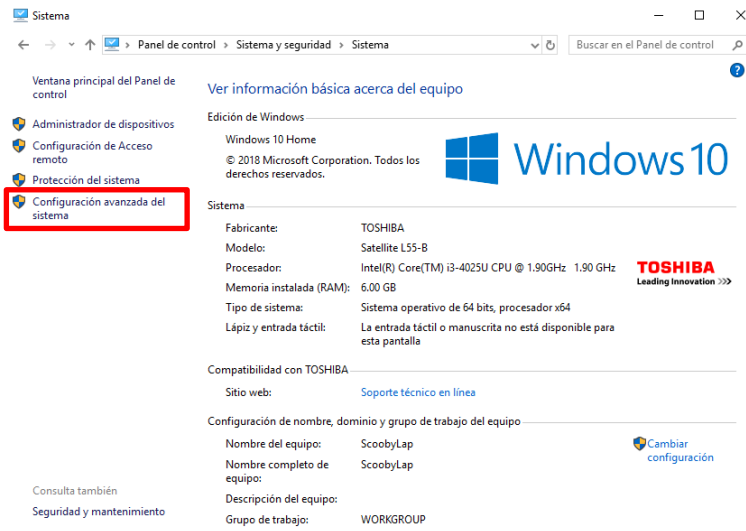 Sistema
Panel de control > Sistema y seguridad > Sistema
Buscar en el Panel de control
?
Ventana principal del Panel de
control
Administrador de dispositivos
Configuración de Acceso
remoto
Protección del sistema
Configuración avanzada del
sistema
Consulta también
Seguridad y mantenimiento
Ver información básica acerca del equipo
Edición de Windows
Windows 10 Home
© 2018 Microsoft Corporation. Todos los
derechos reservados.
Windows 10
Sistema
Fabricante: TOSHIBA
Modelo: Satellite L55-B
Procesador: Intel(R) Core(TM) i3-4025U CPU @ 1.90GHz 1.90 GHz
Memoria instalada (RAM): 6.00 GB
Tipo de sistema: Sistema operativo de 64 bits, procesador x64
Lápiz y entrada táctil: La entrada táctil o manuscrita no está disponible para
esta pantalla
TOSHIBA
Leading Innovation >>>
Compatibilidad con TOSHIBA
Sitio web: Soporte técnico en línea
Configuración de nombre, dominio y grupo de trabajo del equipo
Nombre del equipo: ScoobyLap
Nombre completo de
equipo: ScoobyLap
Descripción del equipo:
Grupo de trabajo: WORKGROUP
Cambiar
configuración